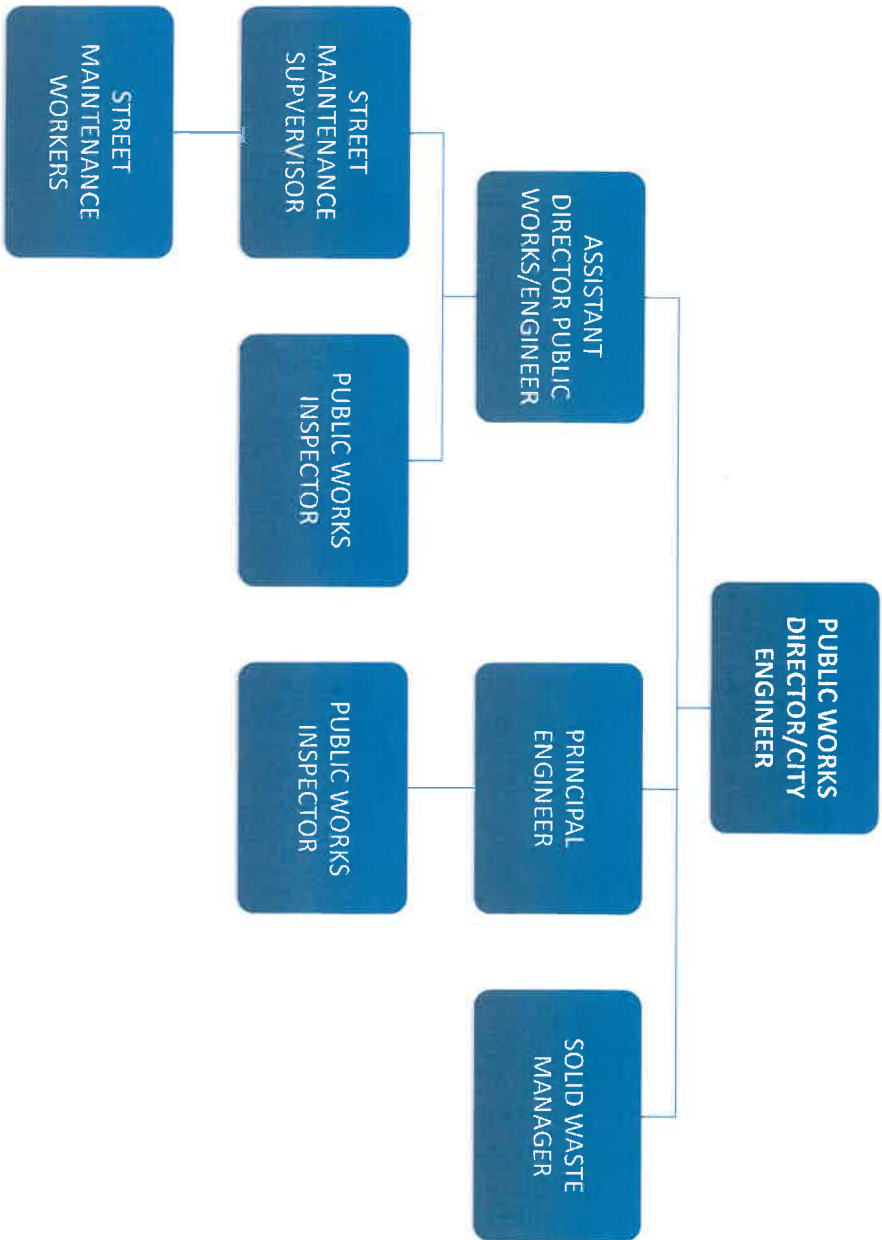 PUBLIC WORKS
DIRECTOR/CITY
ENGINEER
ASSISTANT
DIRECTOR PUBLIC
WORKS/ENGINEER
PRINCIPAL
ENGINEER
SOLID WASTE
MANAGER
STREET
MAINTENANCE
SUPVERVISOR
PUBLIC WORKS
INSPECTOR
PUBLIC WORKS
INSPECTOR
STREET
MAINTENANCE
WORKERS